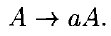 A → aA.